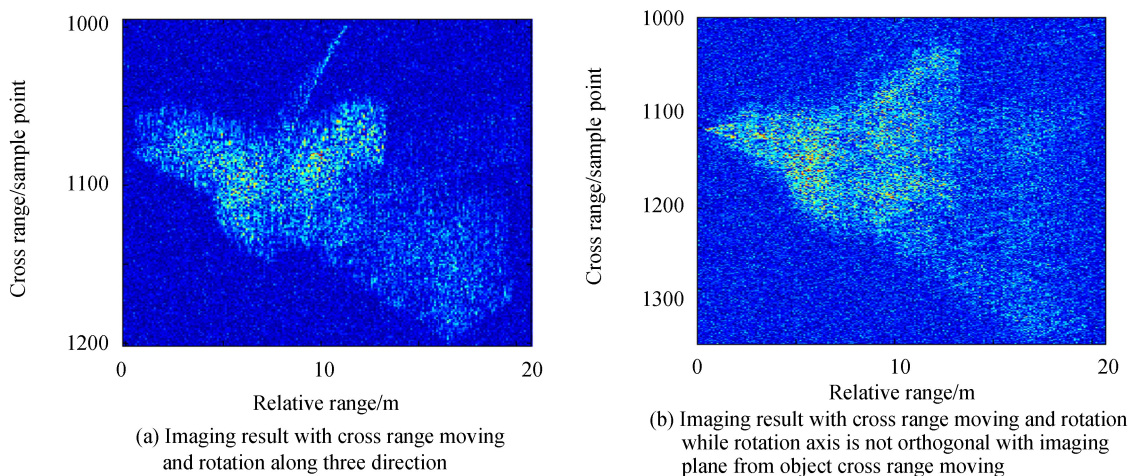 1000
1100
1200
0
10
20
Cross range/sample point
Relative range/m
(a) Imaging result with cross range moving
and rotation along three direction
1000
1100
1200
1300
0
10
20
Cross range/sample point
Relative range/m
(b) Imaging result with cross range moving and rotation
while rotation axis is not orthogonal with imaging
plane from object cross range moving